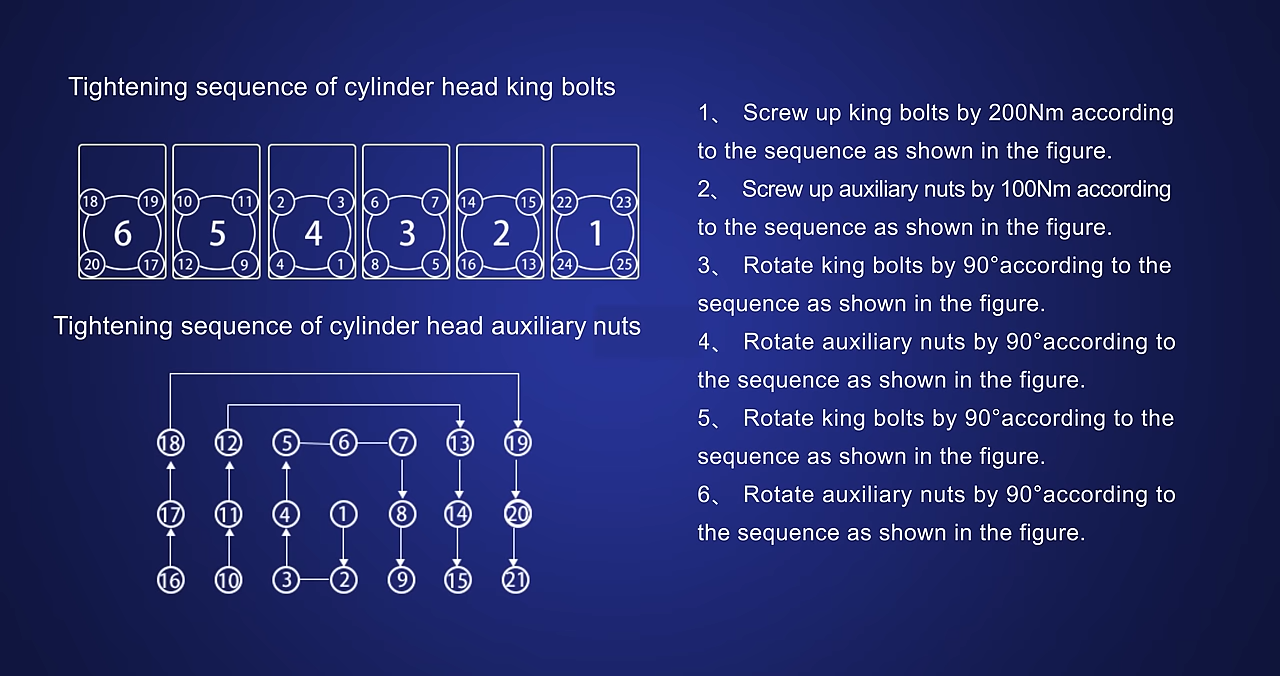 Tightening sequence of cylinder head king bolts
18 19 10 11 2 3 6 7 14 15 22 23
6 5 4 3 2 1
20 17 12 9 4 1 8 5 16 13 24 25
Tightening sequence of cylinder head auxiliary nuts
18 12 5 6 7 13 19
17 11 4 1 8 14 20
16 10 3 2 9 15 21
1、 Screw up king bolts by 200Nm according
to the sequence as shown in the figure.
2、 Screw up auxiliary nuts by 100Nm according
to the sequence as shown in the figure.
3、 Rotate king bolts by 90°according to the
sequence as shown in the figure.
4、 Rotate auxiliary nuts by 90°according to
the sequence as shown in the figure.
5、 Rotate king bolts by 90°according to the
sequence as shown in the figure.
6、 Rotate auxiliary nuts by 90°according to
the sequence as shown in the figure.